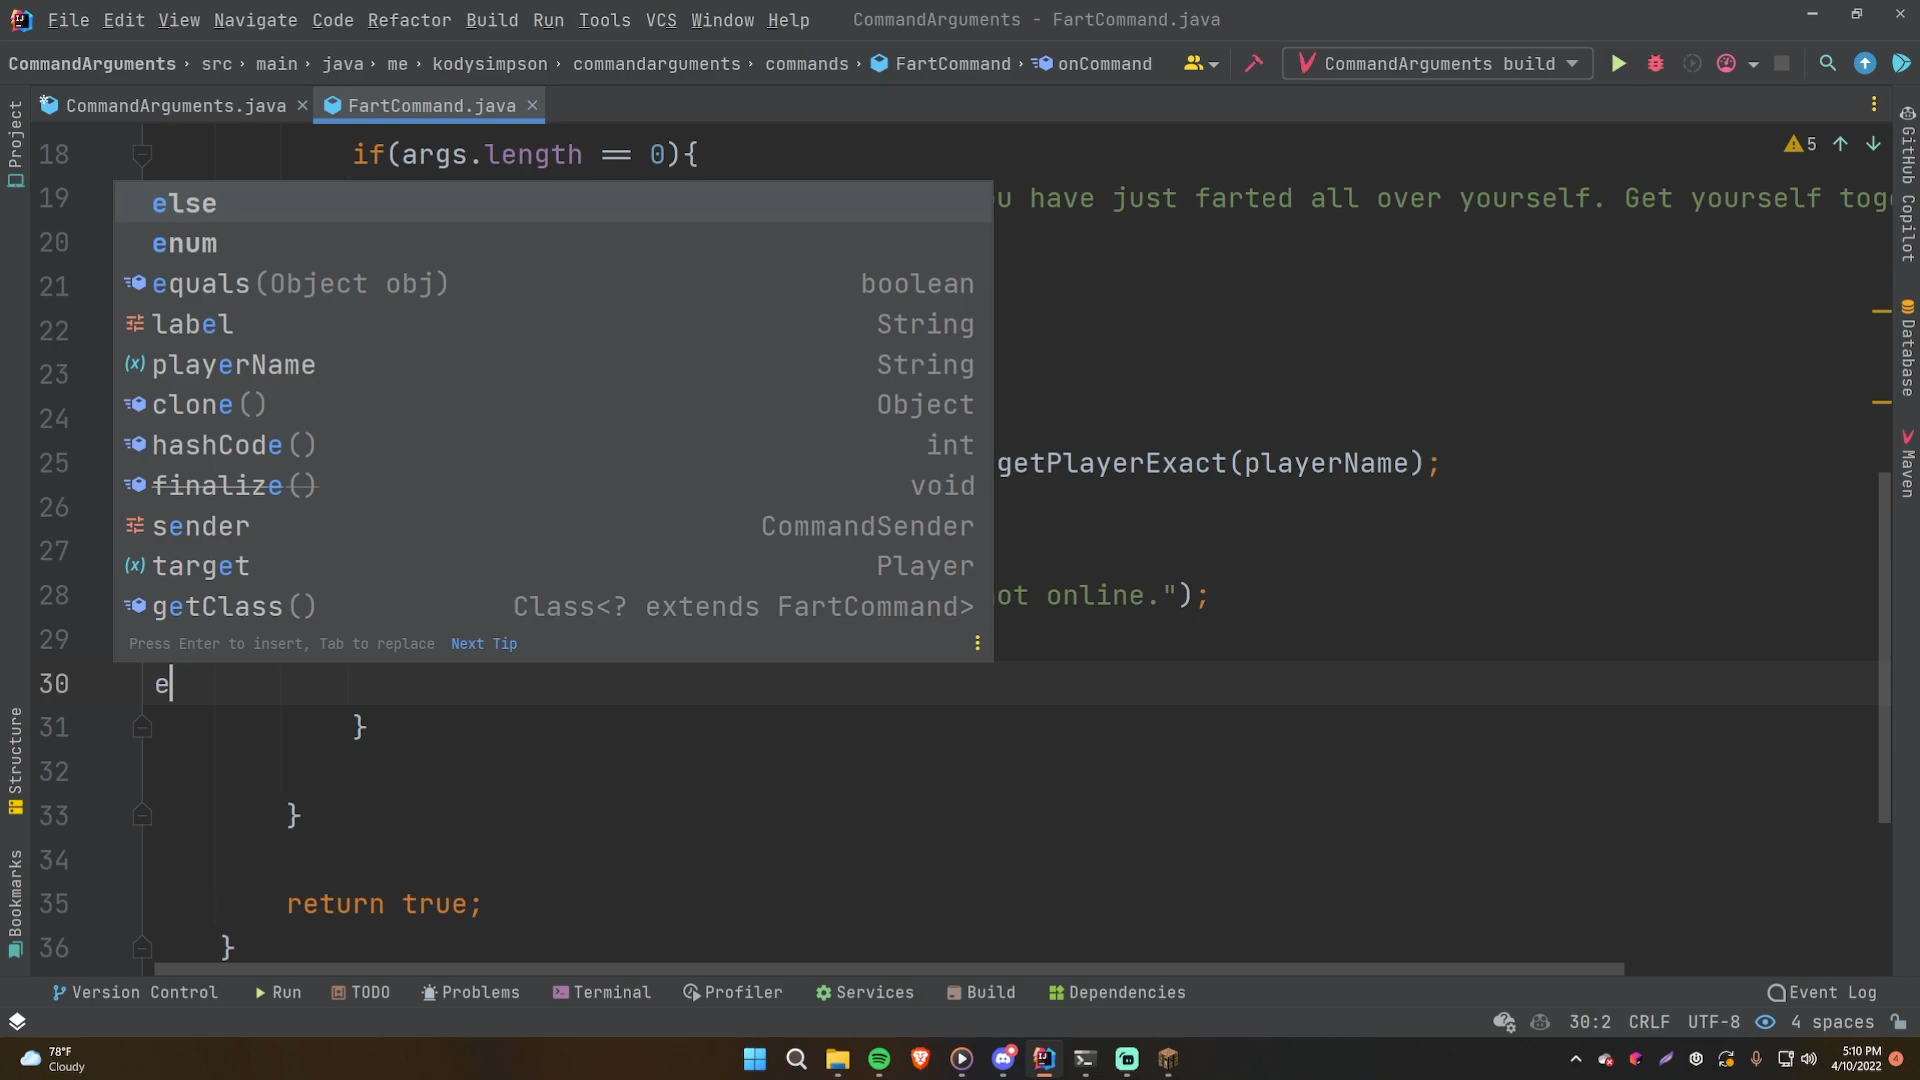 File Edit View Navigate Code Refactor Build Run Tools VCS Window Help CommandArguments - FartCommand.java
CommandArguments › src › main › java › me › kodysimpson › commandarguments › commands › FartCommand › onCommand CommandArguments build
CommandArguments.java FartCommand.java
Project
Structure
Bookmarks
GitHub Copilot
Database
Maven
5
18 if(args.length == 0){
19 u have just farted all over yourself. Get yourself tog
20
21
22
23
24
25 getPlayerExact(playerName);
26
27
28 ot online.");
29
30 e
31 }
32
33 }
34
35 return true;
36 }
else
enum
equals(Object obj) boolean
label String
playerName String
clone() Object
hashCode() int
finalize() void
sender CommandSender
target Player
getClass() Class<? extends FartCommand>
Press Enter to insert, Tab to replace Next Tip
Version Control Run TODO Problems Terminal Profiler Services Build Dependencies Event Log
30:2 CRLF UTF-8 4 spaces
78°F
Cloudy
5:10 PM
4/10/2022
4